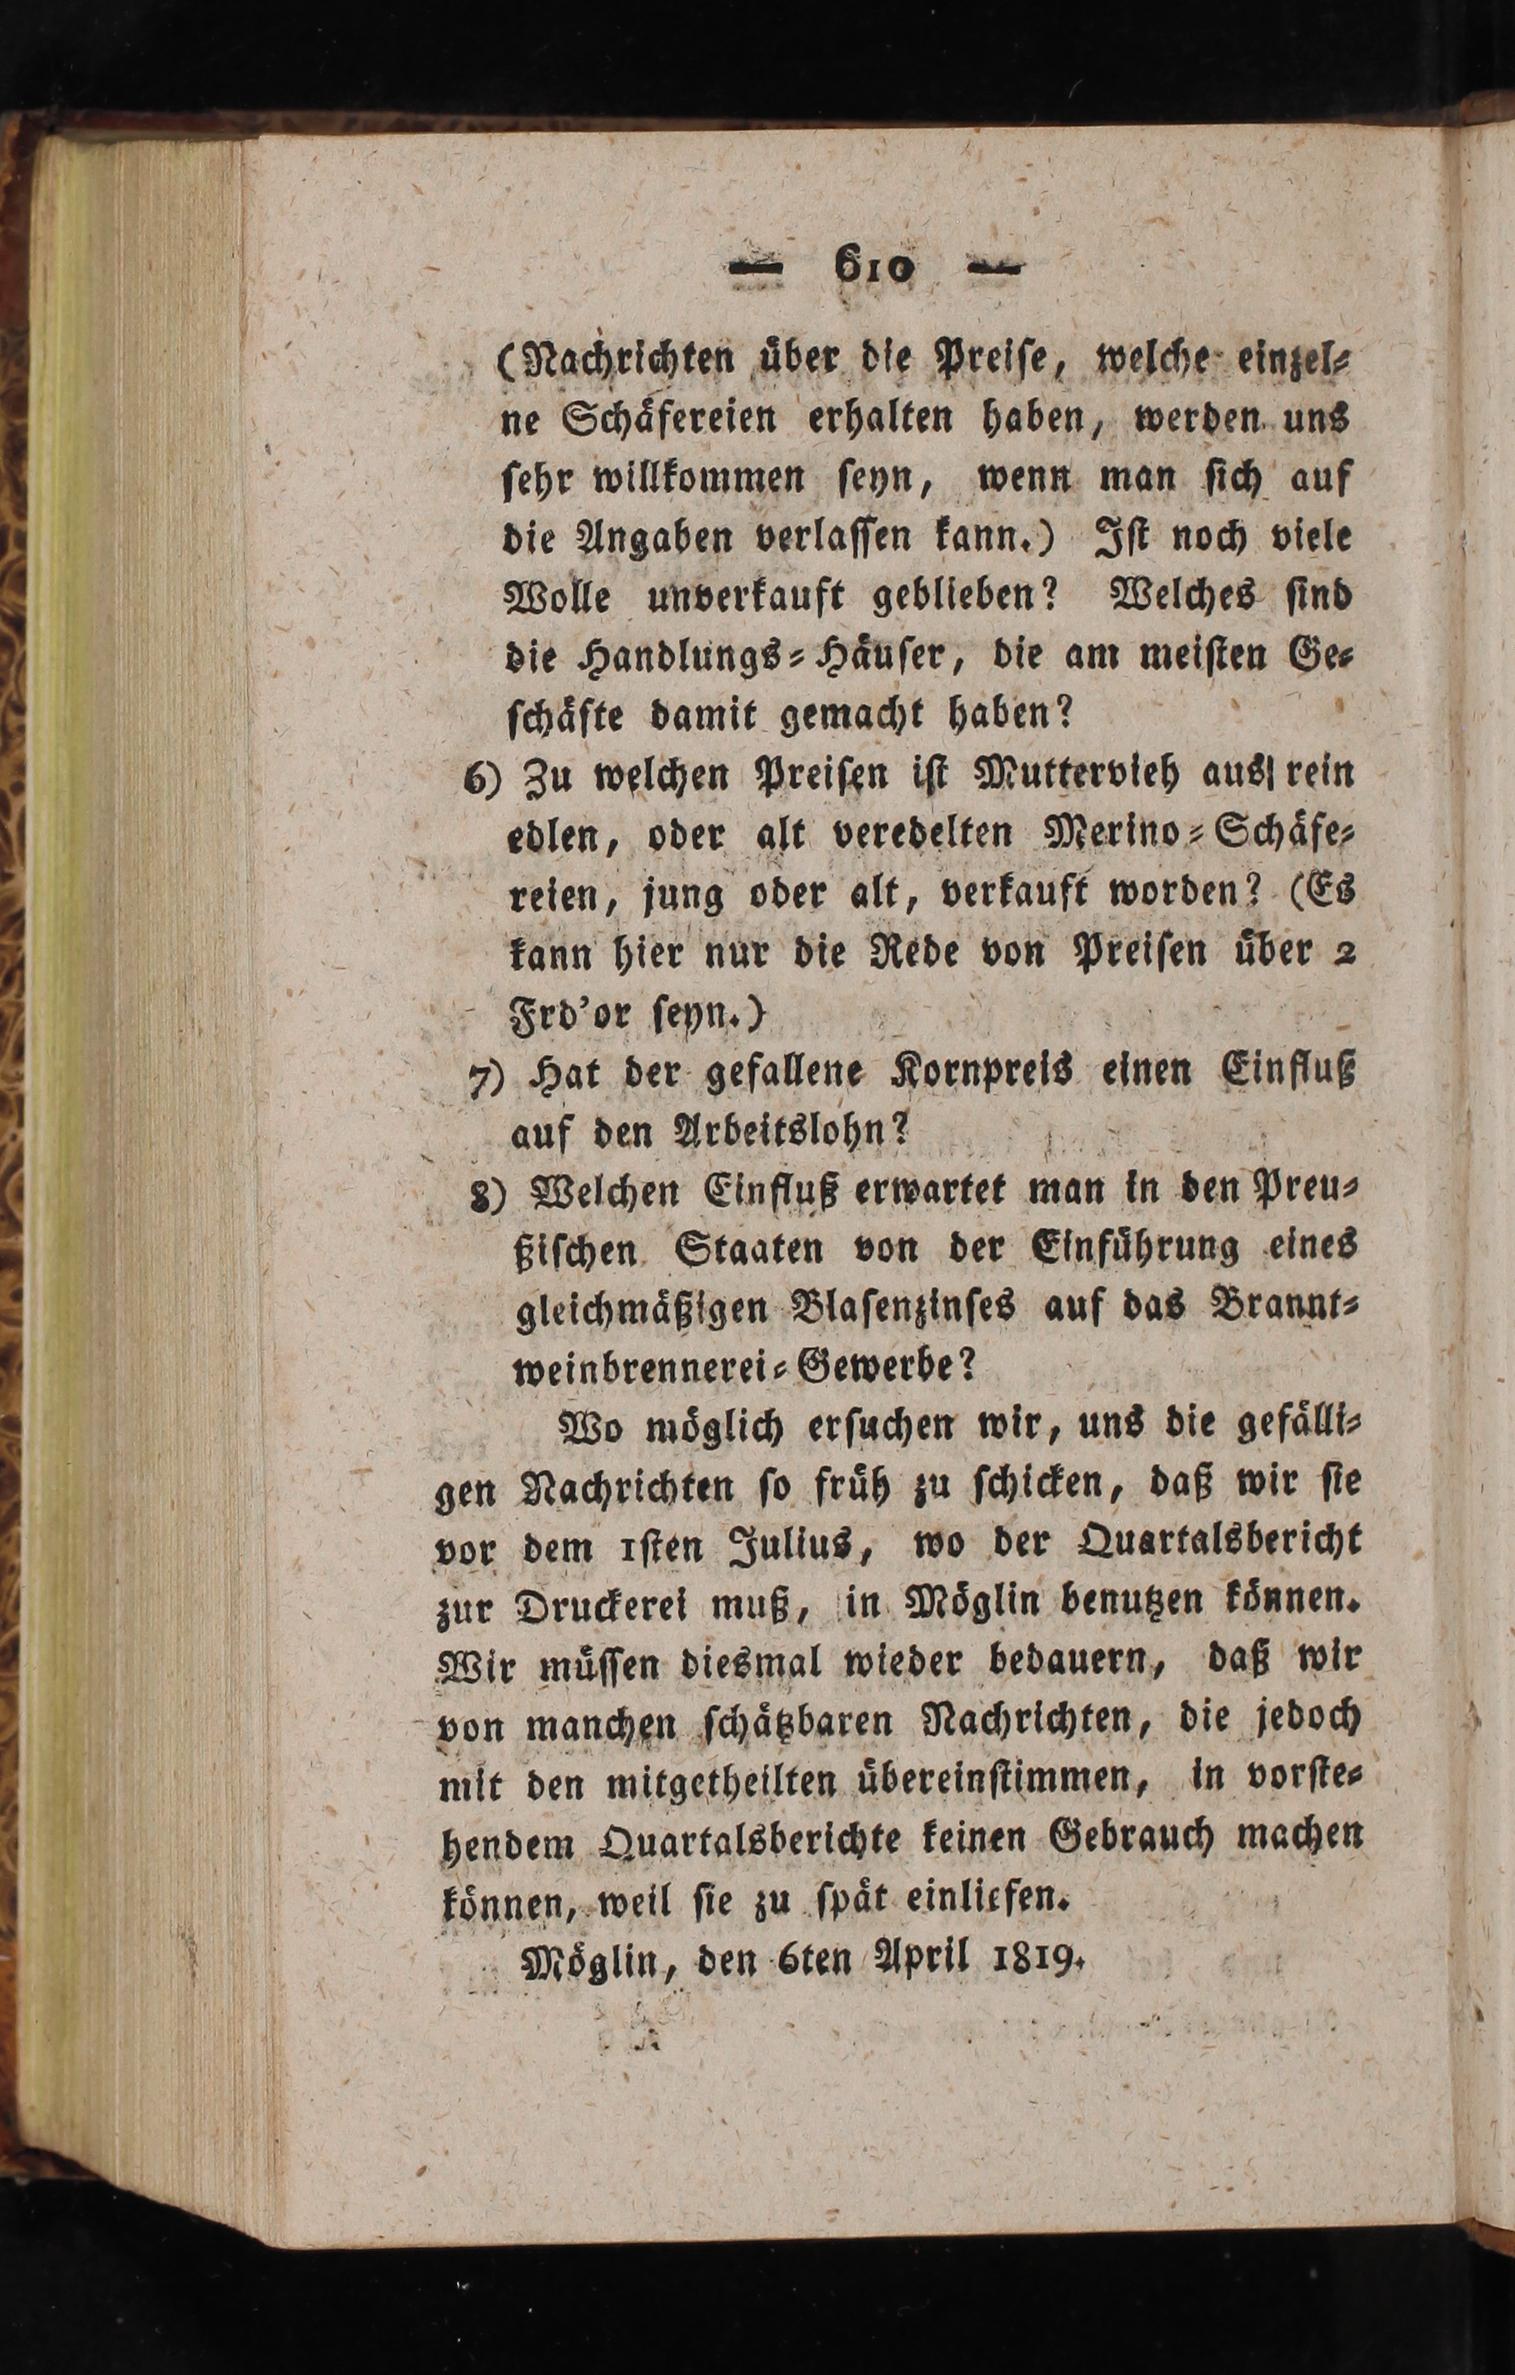 — 610 —
(Nachrichten über die Preiſe, welche einzel⸗
ne Schäfereien erhalten haben, werden uns
ſehr willkommen ſeyn, wenn man ſich auf
die Angaben verlaſſen kann.) Iſt noch viele
Wolle unverkauft geblieben? Welches ſind
die Handlungs⸗Häuſer, die am meiſten Ge⸗
ſchäfte damit gemacht haben?
6) Zu welchen Preiſen iſt Muttervieh aus rein
edlen, oder alt veredelten Merino⸗Schäfe⸗
reien, jung oder alt, verkauft worden? (Es
kann hier nur die Rede von Preiſen über 2
Frd'or ſeyn.)
7) Hat der gefallene Kornpreis einen Einfluß
auf den Arbeitslohn?
8) Welchen Einfluß erwartet man in den Preu⸗
ßiſchen Staaten von der Einführung eines
gleichmäßigen Blaſenzinſes auf das Brannt⸗
weinbrennerei⸗Gewerbe?
Wo möglich erſuchen wir, uns die gefälli⸗
gen Nachrichten ſo früh zu ſchicken, daß wir ſie
vor dem 1ſten Julius, wo der Quartalsbericht
zur Druckerei muß, in Möglin benutzen können.
Wir müſſen diesmal wieder bedauern, daß wir
von manchen ſchätzbaren Nachrichten, die jedoch
mit den mitgetheilten übereinſtimmen, in vorſte⸗
hendem Quartalsberichte keinen Gebrauch machen
können, weil ſie zu ſpät einliefen.
Möglin, den 6ten April 1819.